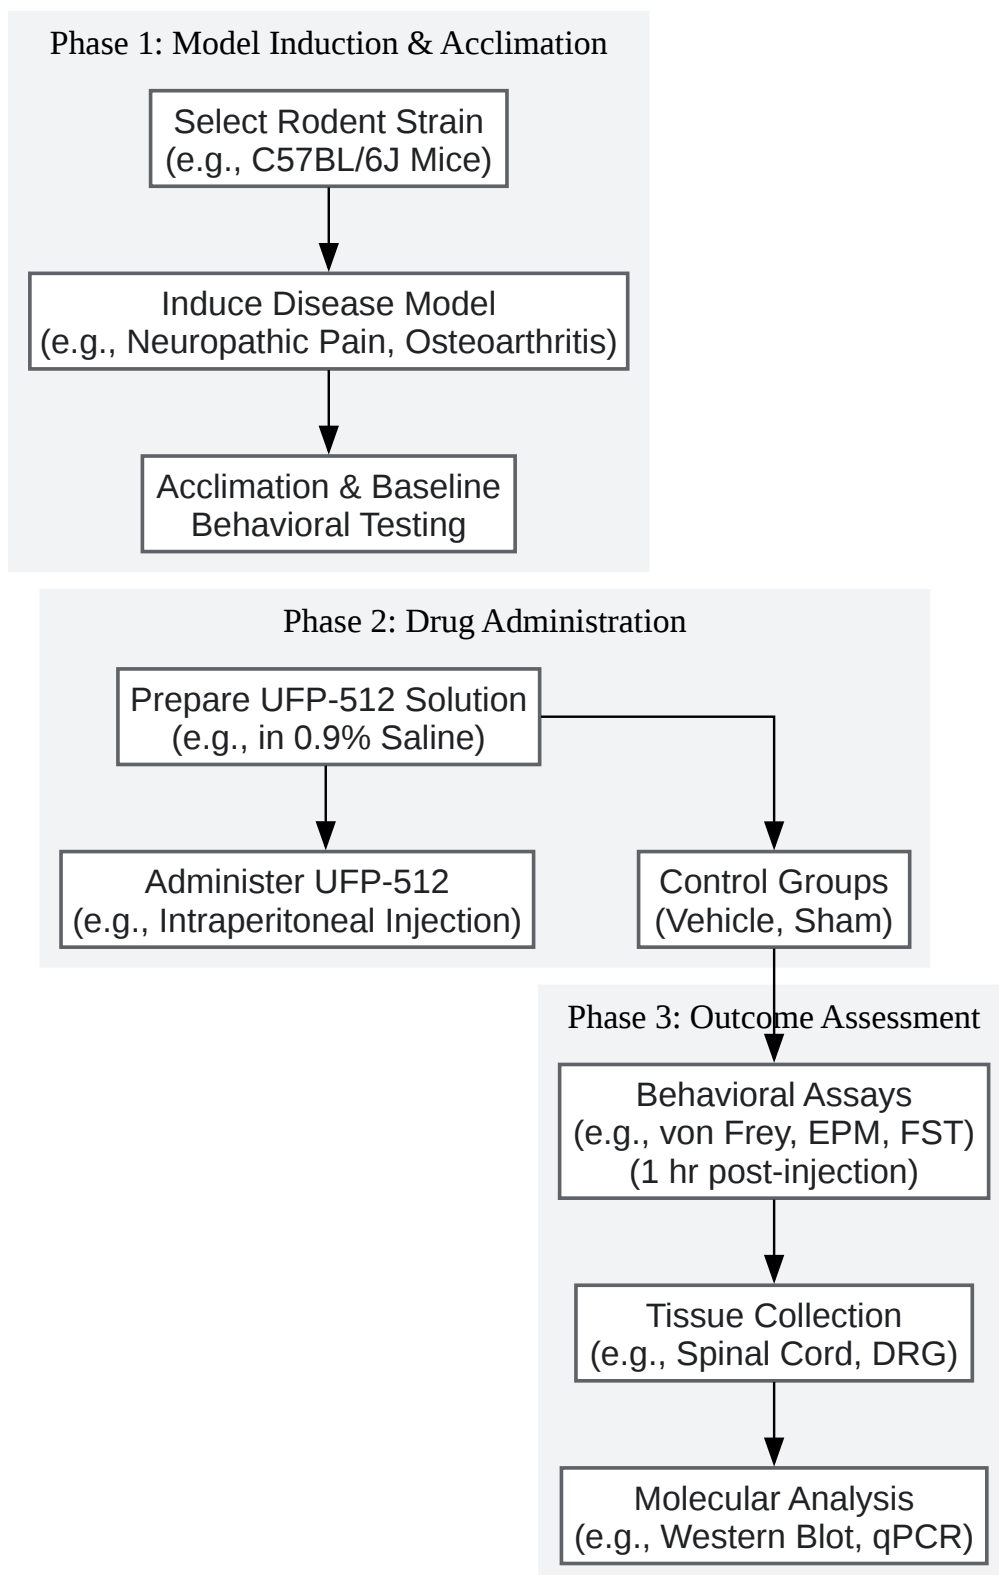 Phase 1: Model Induction & Acclimation
Select Rodent Strain
(e.g., C57BL/6J Mice)
Induce Disease Model
(e.g., Neuropathic Pain, Osteoarthritis)
Acclimation & Baseline
Behavioral Testing
Phase 2: Drug Administration
Prepare UFP-512 Solution
(e.g., in 0.9% Saline)
Administer UFP-512
(e.g., Intraperitoneal Injection)
Control Groups
(Vehicle, Sham)
Phase 3: Outcome Assessment
Behavioral Assays
(e.g., von Frey, EPM, FST)
(1 hr post-injection)
Tissue Collection
(e.g., Spinal Cord, DRG)
Molecular Analysis
(e.g., Western Blot, qPCR)